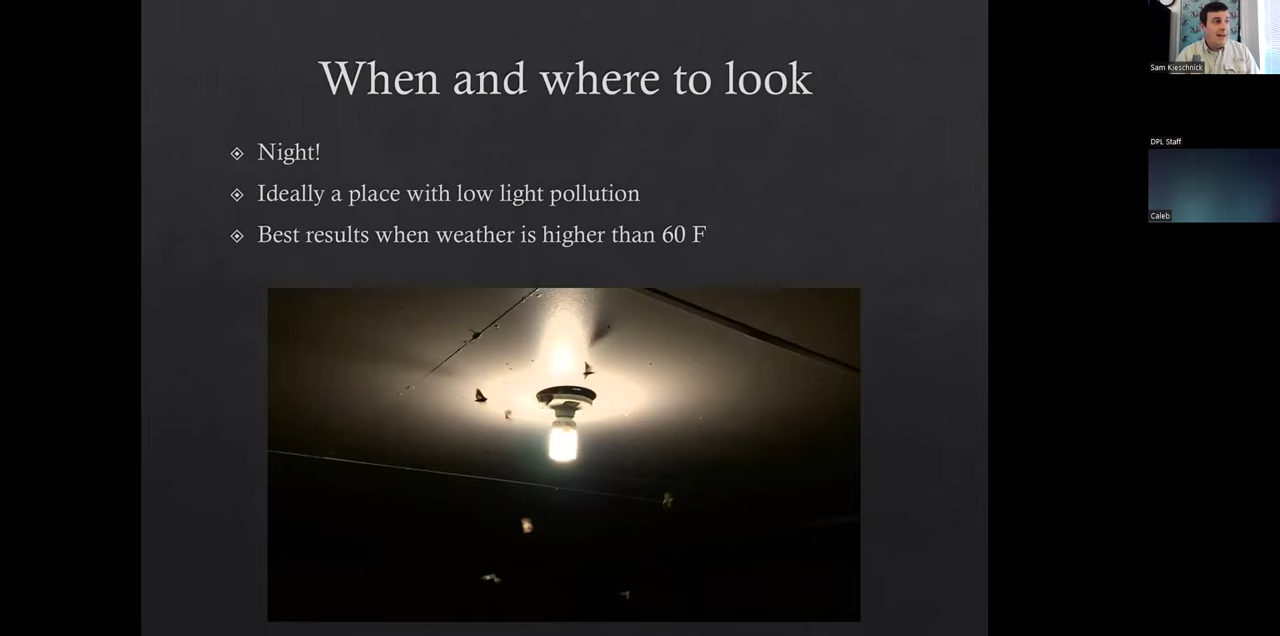 When and where to look
Night!
Ideally a place with low light pollution
Best results when weather is higher than 60 F
Sam Kieschnick
DPL Staff
Caleb